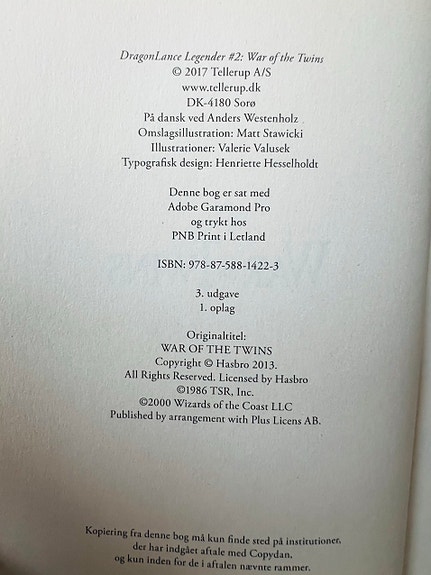 DragonLance Legender #2: War of the Twins
© 2017 Tellerup A/S
www.tellerup.dk
DK-4180 Sorø
På dansk ved Anders Westenholz
Omslagsillustration: Matt Stawicki
Illustrationer: Valerie Valusek
Typografisk design: Henriette Hesselholdt
Denne bog er sat med
Adobe Garamond Pro
og trykt hos
PNB Print i Letland
ISBN: 978-87-588-1422-3
3. udgave
1. oplag
Originaltitel:
WAR OF THE TWINS
Copyright © Hasbro 2013.
All Rights Reserved. Licensed by Hasbro
©1986 TSR, Inc.
©2000 Wizards of the Coast LLC
Published by arrangement with Plus Licens AB.
Kopiering fra denne bog må kun finde sted på institutioner,
der har indgået aftale med Copydan,
og kun inden for de i aftalen nævnte rammer.